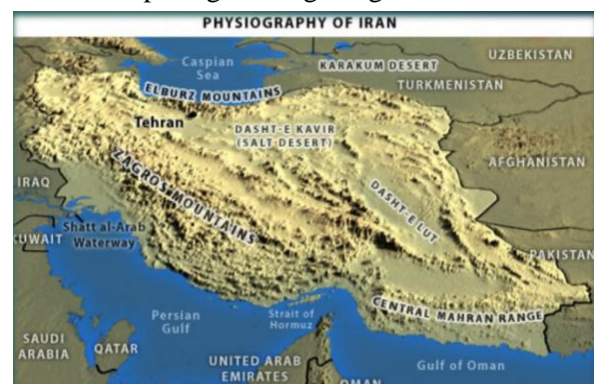 PHYSIOGRAPHY OF IRAN
Caspian
Sea
UZBEKISTAN
KARAKUM DESERT
TURKMENISTAN
ELBURZ MOUNTAINS
Tehran
DASHT-E KAVIR
(SALT DESERT)
AFGHANISTAN
ZAGROS MOUNTAINS
IRAQ
DASHT-E LUT
Shatt al-Arab
Waterway
KUWAIT
PAKISTAN
CENTRAL MAHRAN RANGE
Persian
Gulf
Strait of
Hormuz
SAUDI
ARABIA
QATAR
UNITED ARAB
EMIRATES
Gulf of Oman
OMAN